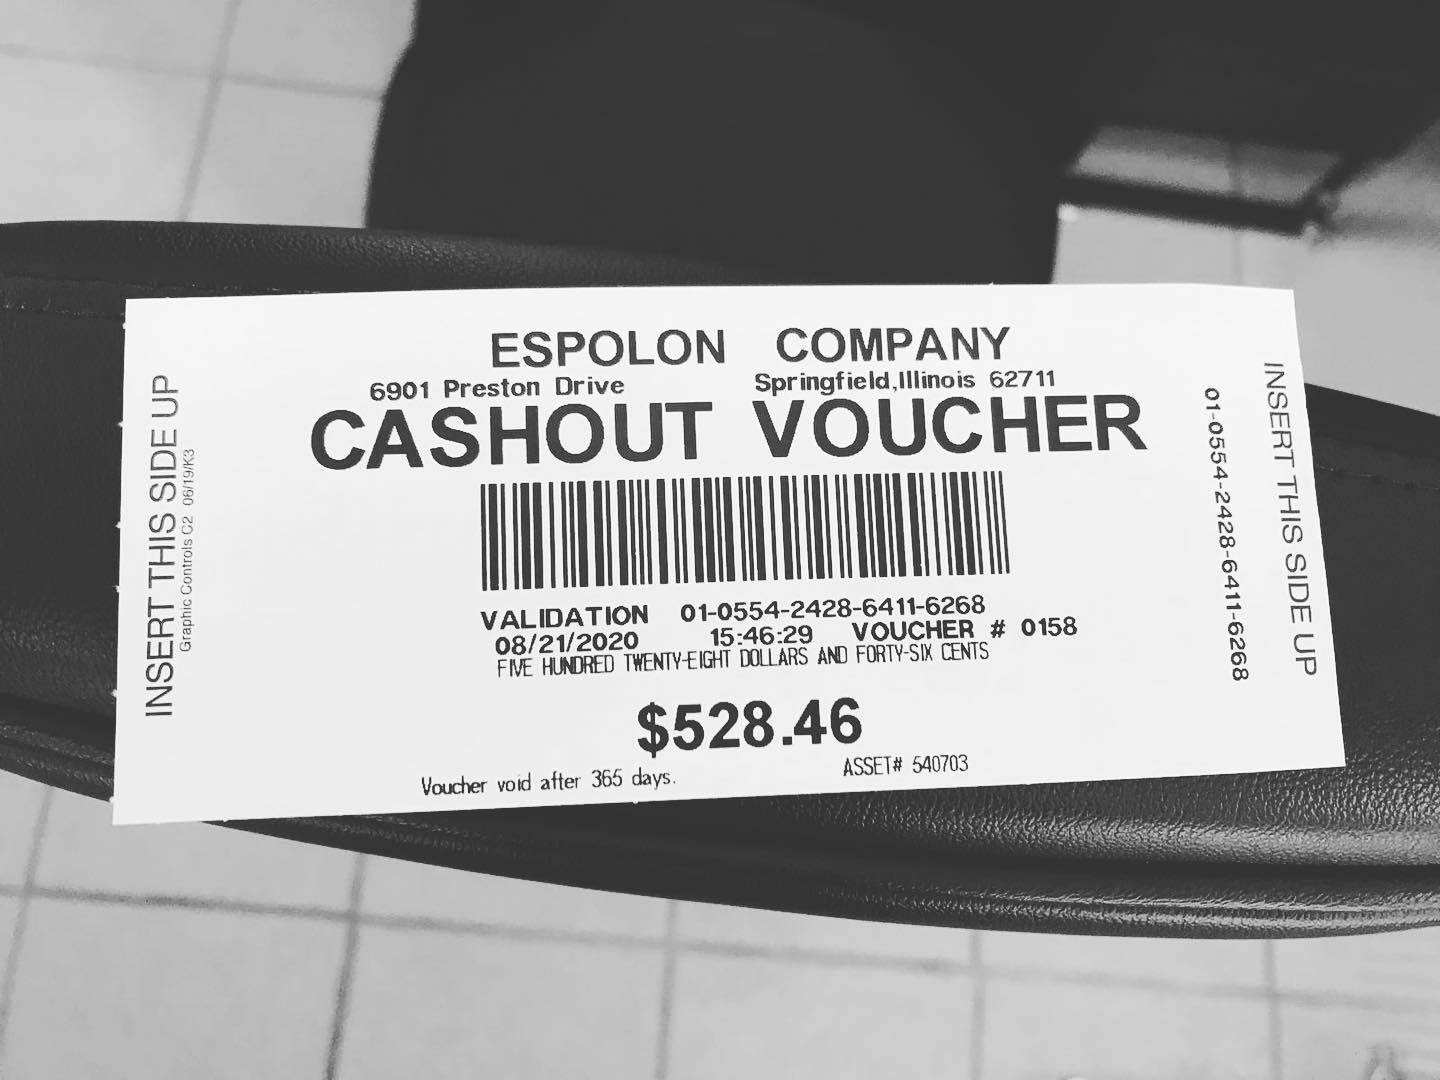 ESPOLON COMPANY
6901 Preston Drive Springfield,Illinois 62711
CASHOUT VOUCHER
INSERT THIS SIDE UP
Graphic Controls C2 06/19/K3
VALIDATION 01-0554-2428-6411-6268
08/21/2020 15:46:29 VOUCHER # 0158
FIVE HUNDRED TWENTY-EIGHT DOLLARS AND FORTY-SIX CENTS
$528.46
Voucher void after 365 days. ASSET# 540703
01-0554-2428-6411-6268
INSERT THIS SIDE UP